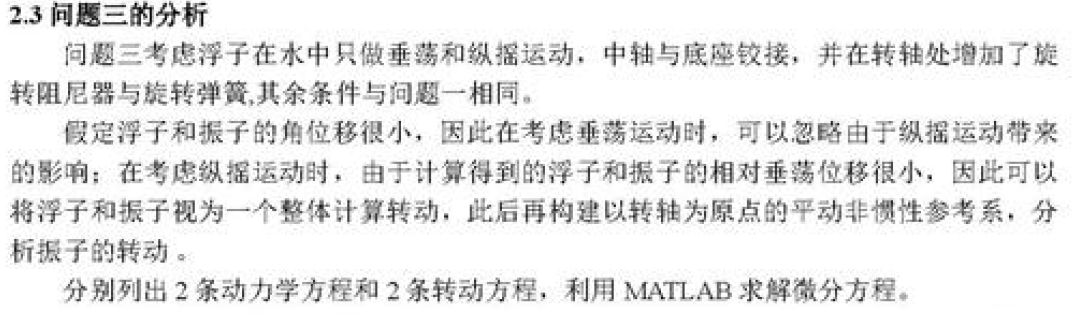 2.3 问题三的分析
问题三考虑浮子在水中只做垂荡和纵摇运动，中轴与底座铰接，并在转轴处增加了旋
转阻尼器与旋转弹簧,其余条件与问题一相同。
假定浮子和振子的角位移很小，因此在考虑垂荡运动时，可以忽略由于纵摇运动带来
的影响；在考虑纵摇运动时，由于计算得到的浮子和振子的相对垂荡位移很小，因此可以
将浮子和振子视为一个整体计算转动，此后再构建以转轴为原点的平动非惯性参考系，分
析振子的转动。
分别列出 2 条动力学方程和 2 条转动方程，利用 MATLAB 求解微分方程。